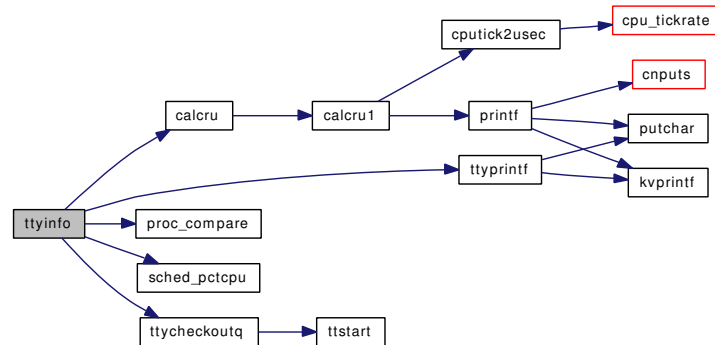 cpu_tickrate
cputick2usec
cnputs
calcru
calcru1
printf
putchar
ttyprintf
kvprintf
ttyinfo
proc_compare
sched_pctcpu
ttycheckoutq
ttstart